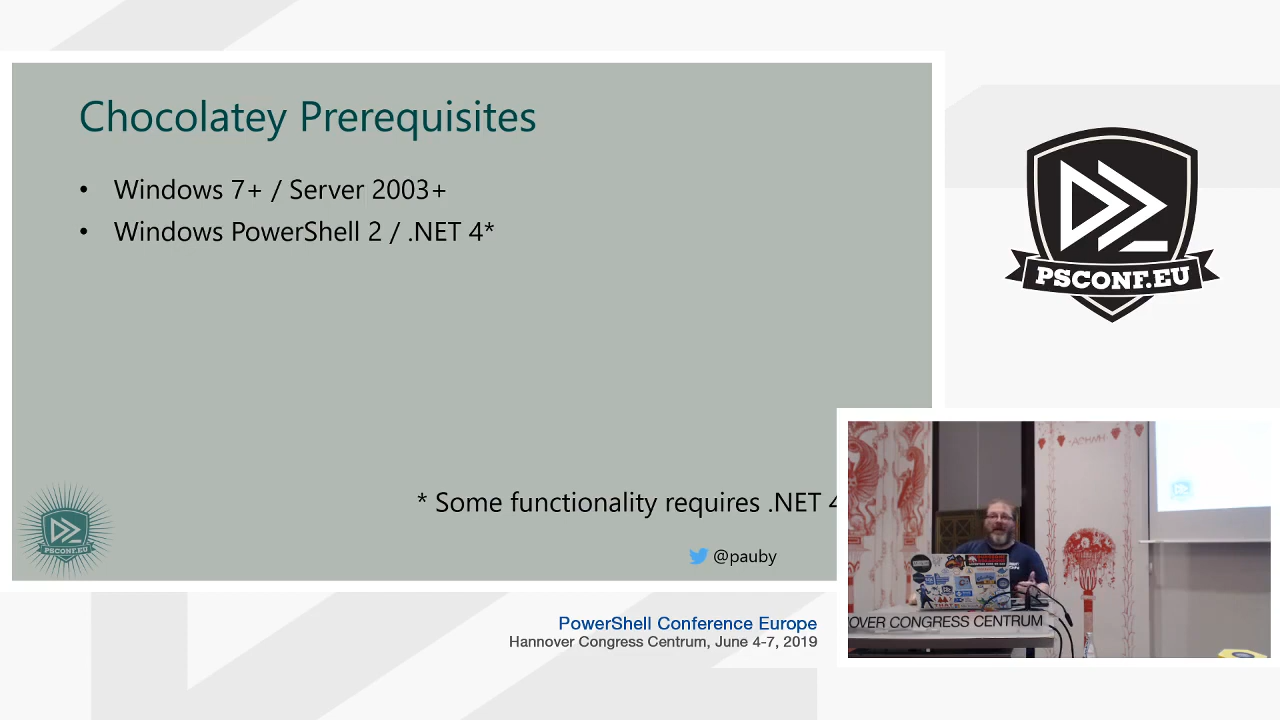 Chocolatey Prerequisites
• Windows 7+ / Server 2003+
• Windows PowerShell 2 / .NET 4*
* Some functionality requires .NET 4
@pauby
PSCONF.EU
PSCONF.EU
PowerShell Conference Europe
Hannover Congress Centrum, June 4-7, 2019
OVER CONGRESS CENTRUM